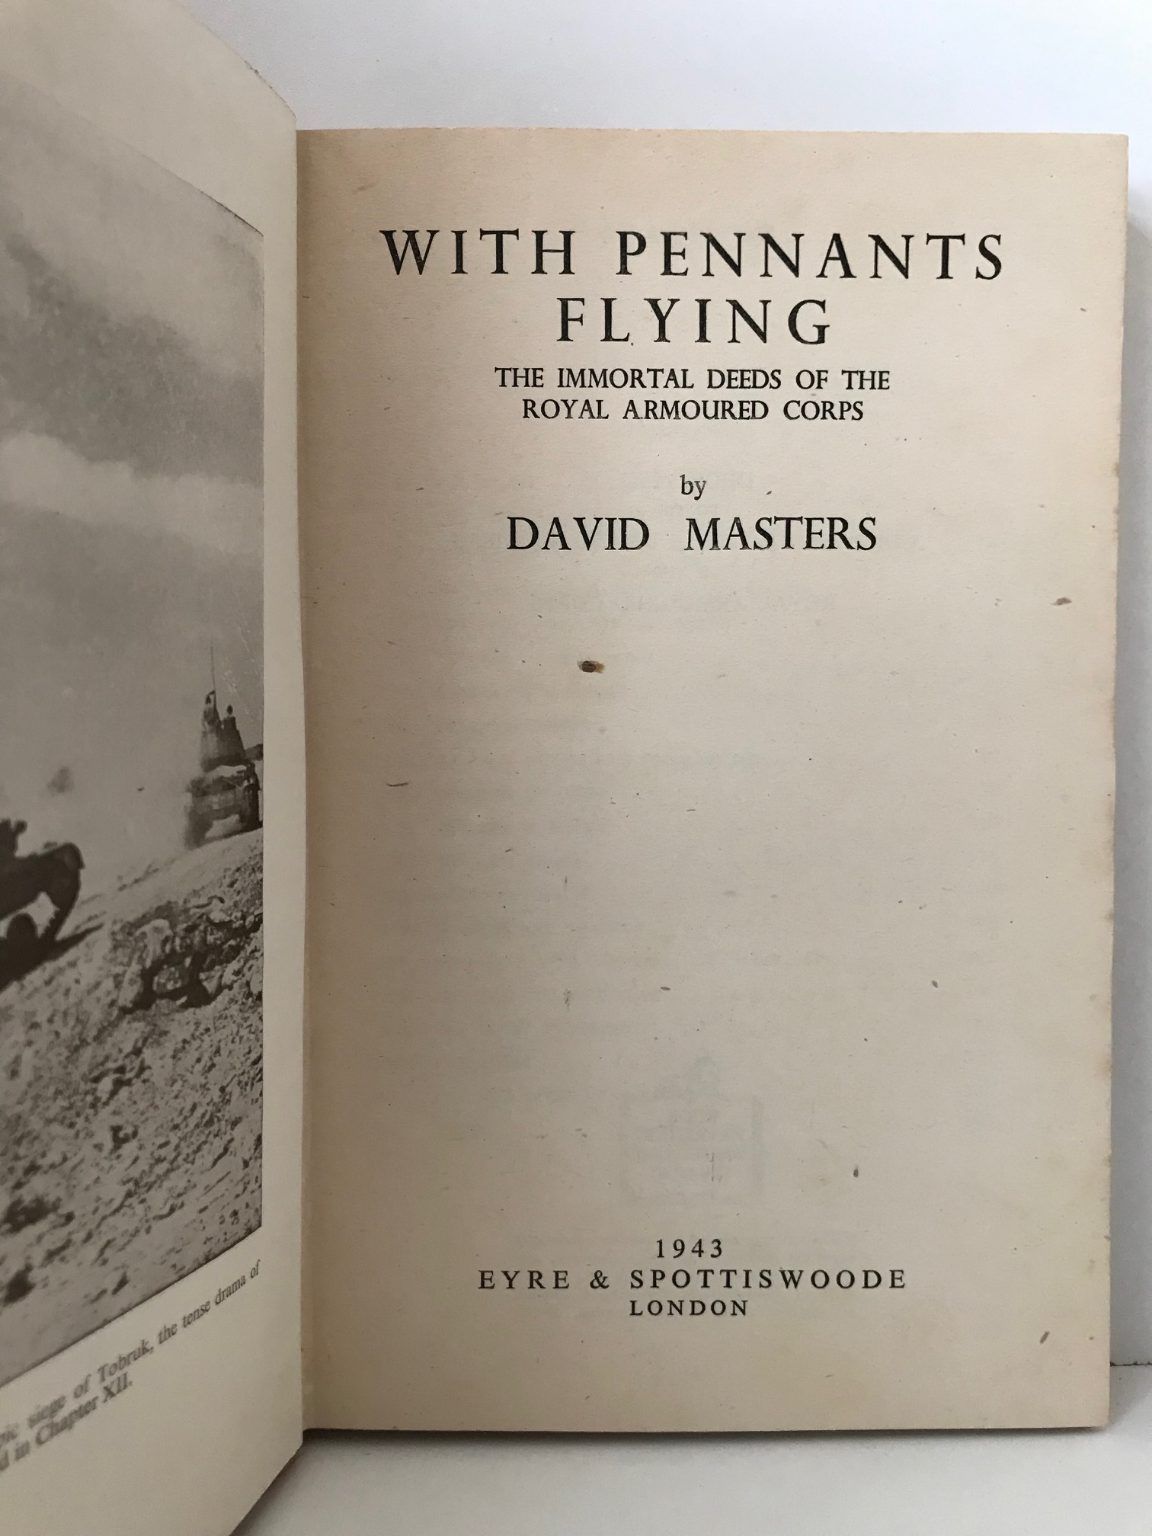 pic siege of Tobruk, the tense drama of
d in Chapter XII.
WITH PENNANTS
FLYING
THE IMMORTAL DEEDS OF THE
ROYAL ARMOURED CORPS
by
DAVID MASTERS
1943
EYRE & SPOTTISWOODE
LONDON